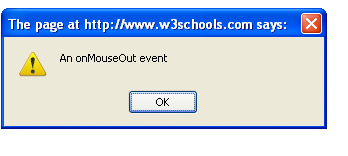 The page at http://www.w3schools.com says:
An onMouseOut event
OK